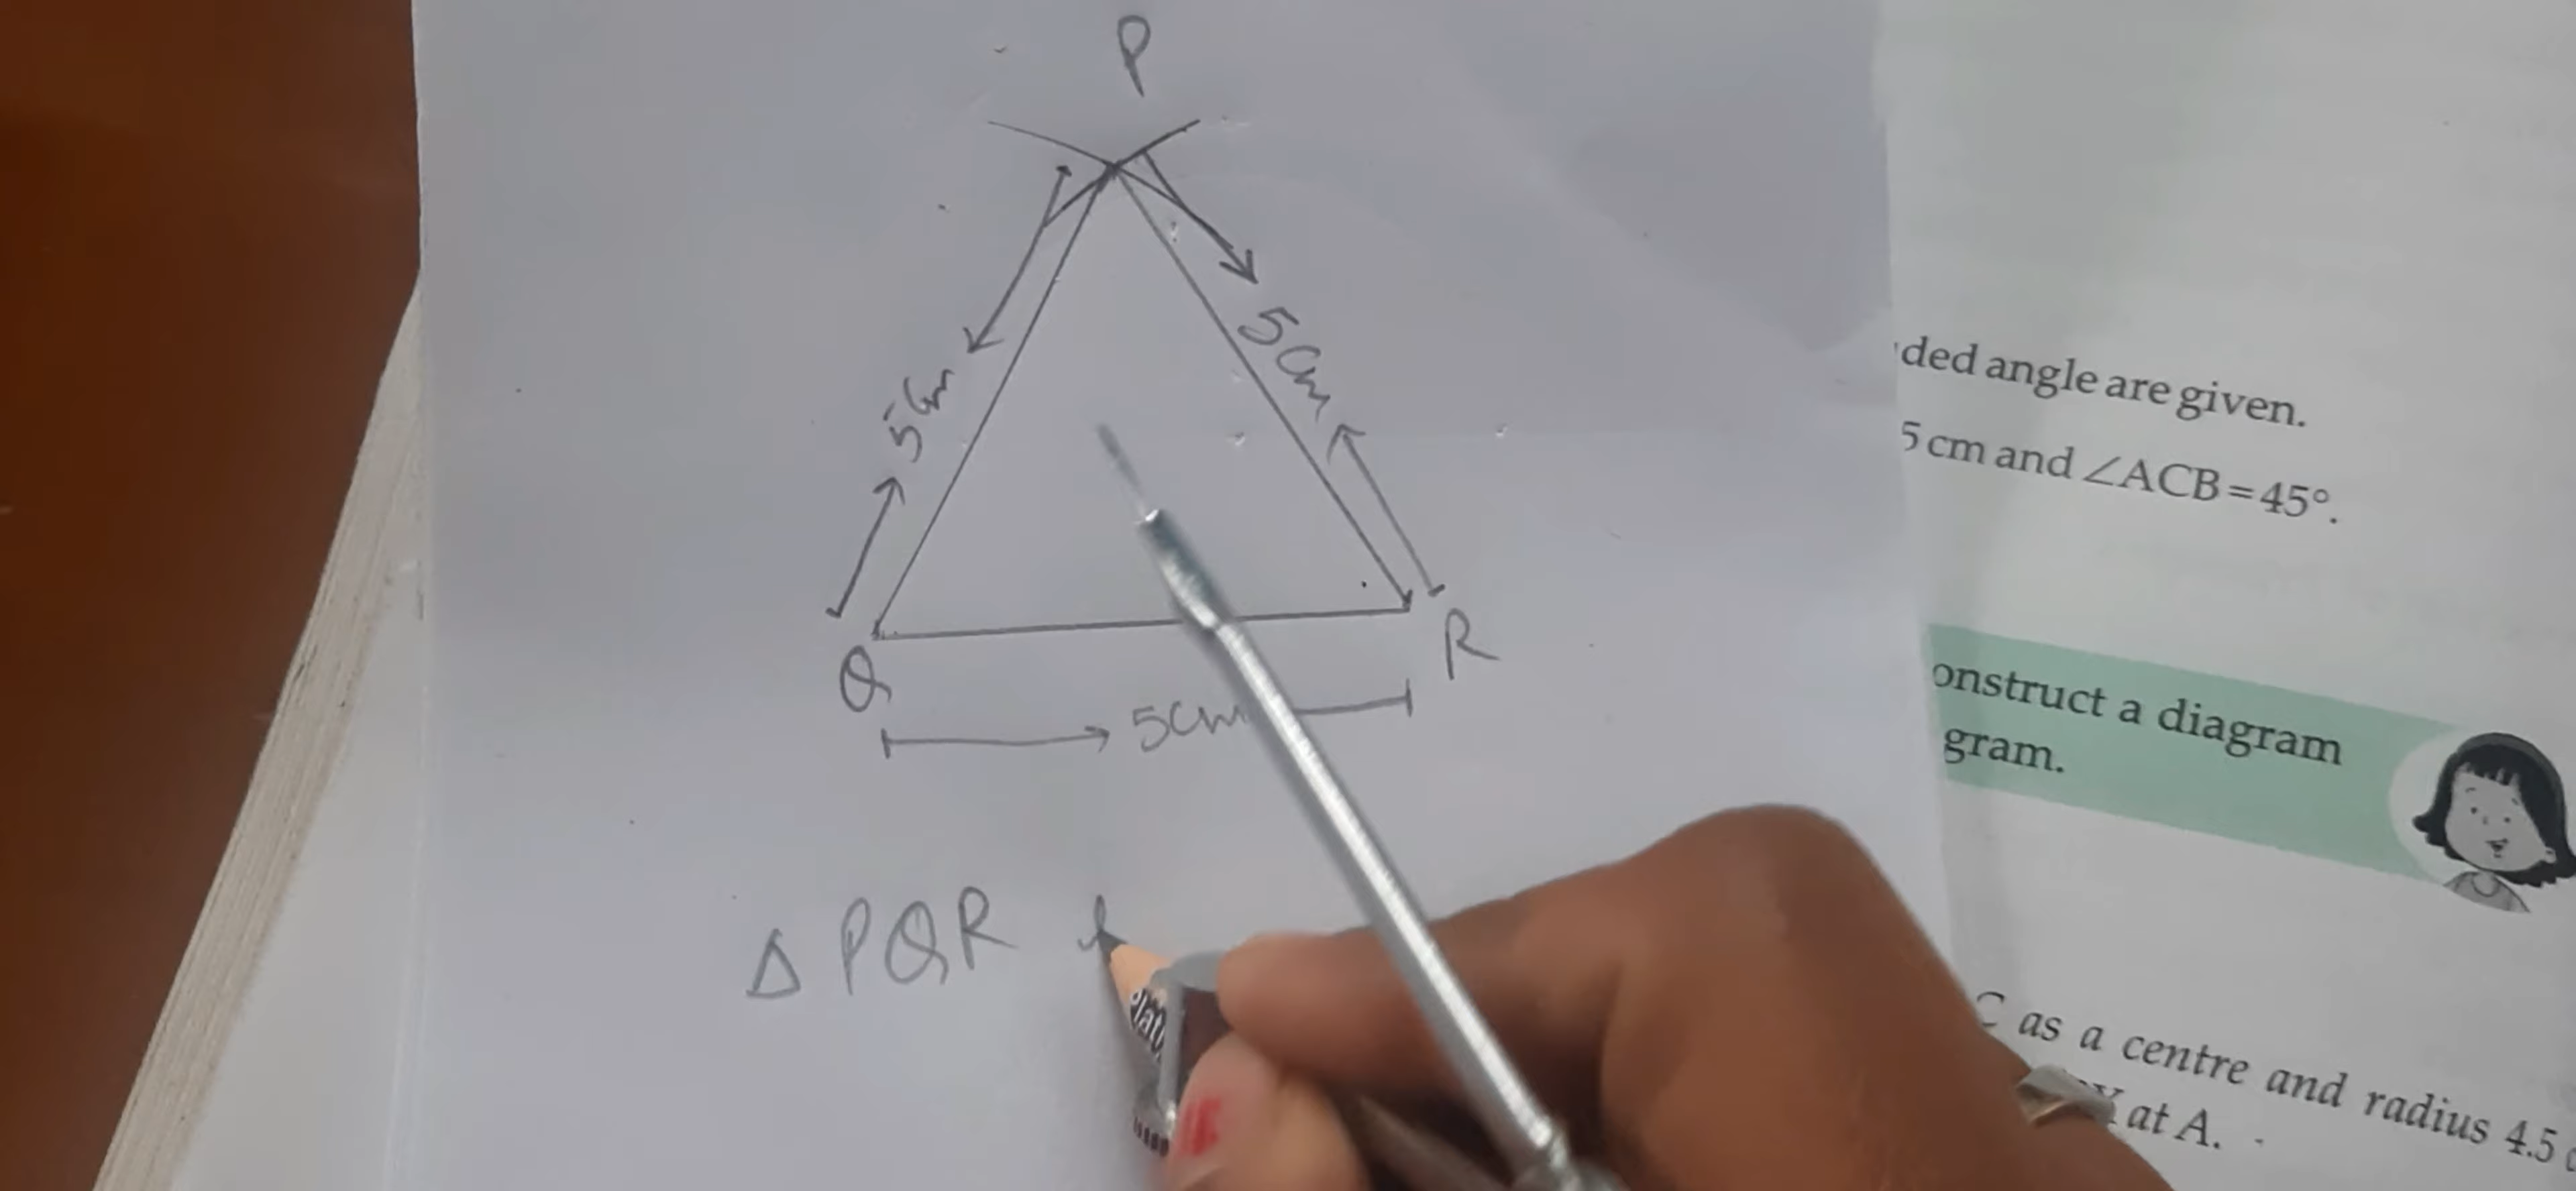 P
5cm
5cm
Q
R
5cm
Δ PQR
ded angle are given.
5 cm and ∠ACB=45°.
onstruct a diagram
gram.
C as a centre and radius 4.5
at A.